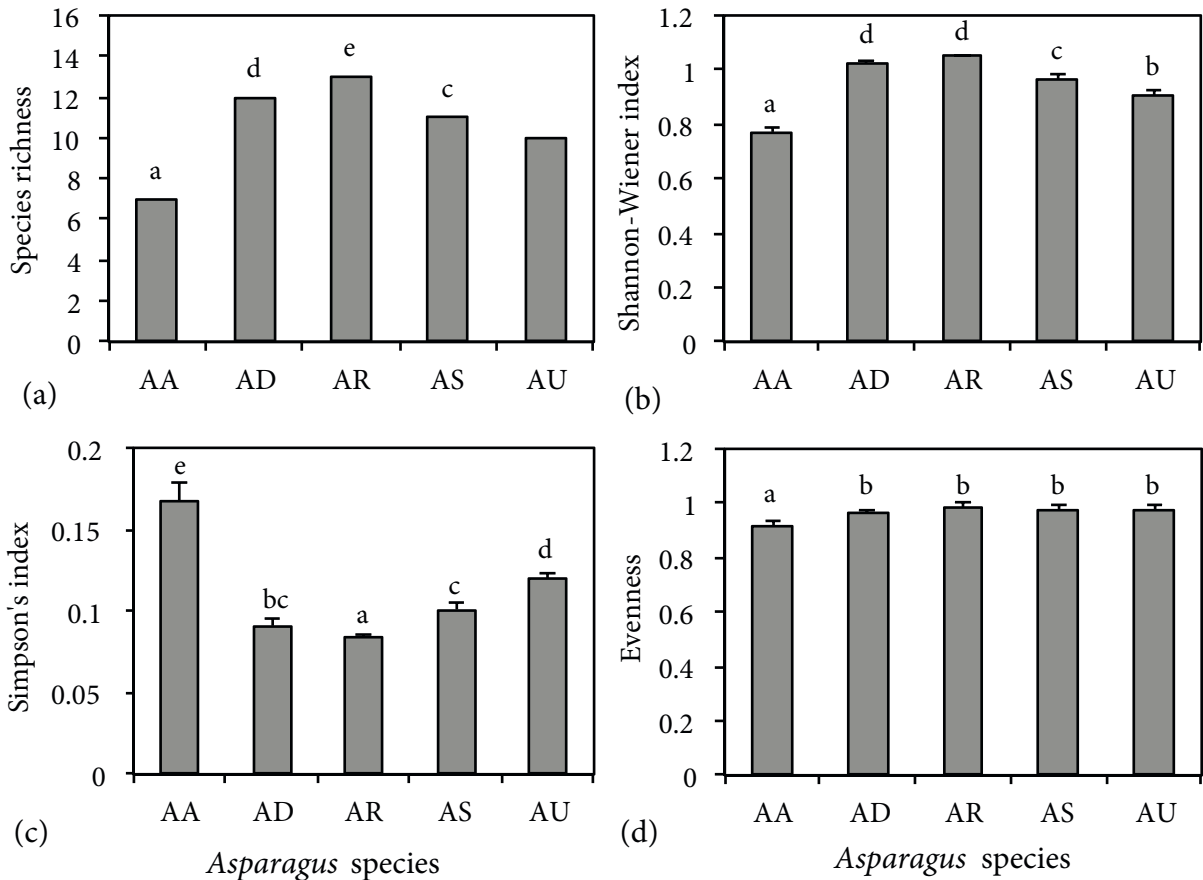 Species richness
16
14
12
10
8
6
4
2
0
a
d
e
c
AA AD AR AS AU
(a)
Shannon-Wiener index
1.2
1
0.8
0.6
0.4
0.2
0
a
d
d
c
b
AA AD AR AS AU
(b)
Simpson's index
0.2
0.15
0.1
0.05
0
e
bc
a
c
d
AA AD AR AS AU
(c)
Asparagus species
Evenness
1.2
1
0.8
0.6
0.4
0.2
0
a
b
b
b
b
AA AD AR AS AU
(d)
Asparagus species